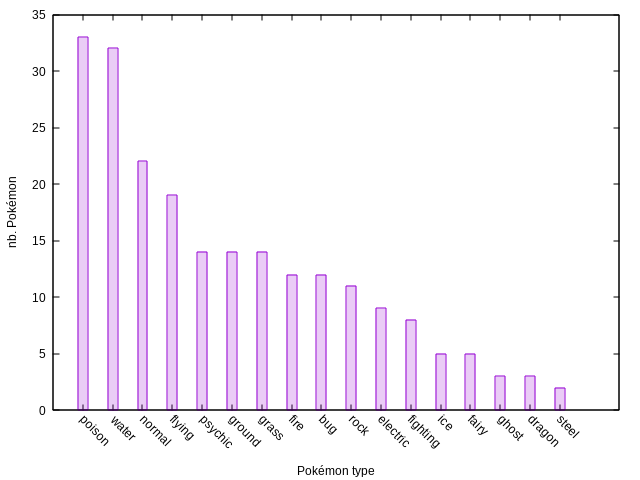 35
30
25
20
15
10
5
0
nb. Pokémon
poison
water
normal
flying
psychic
ground
grass
fire
bug
rock
electric
fighting
ice
fairy
ghost
dragon
steel
Pokémon type